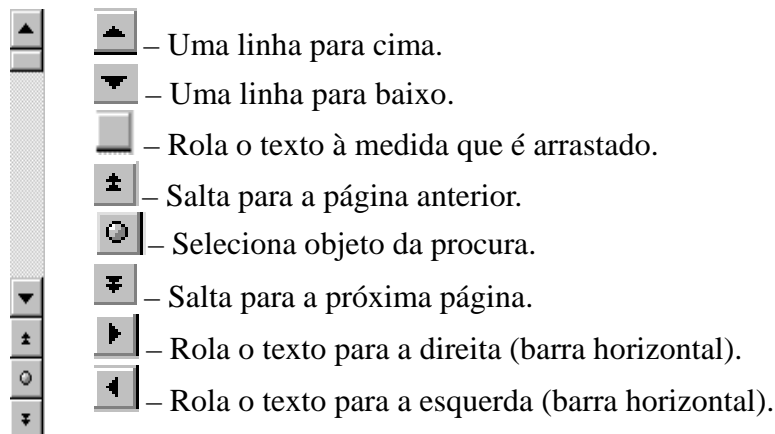 – Uma linha para cima.
– Uma linha para baixo.
– Rola o texto à medida que é arrastado.
– Salta para a página anterior.
– Seleciona objeto da procura.
– Salta para a próxima página.
– Rola o texto para a direita (barra horizontal).
– Rola o texto para a esquerda (barra horizontal).